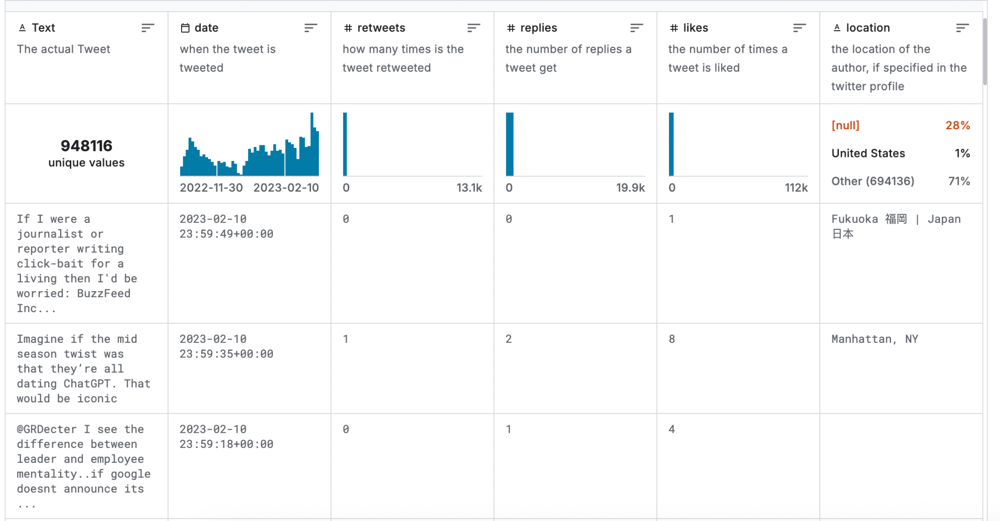 Text
The actual Tweet
date
when the tweet is
tweeted
retweets
how many times is the
tweet retweeted
replies
the number of replies a
tweet get
likes
the number of times a
tweet is liked
location
the location of the
author, if specified in the
twitter profile
948116
unique values
2022-11-30 2023-02-10
0 13.1k
0 19.9k
0 112k
[null] 28%
United States 1%
Other (694136) 71%
If I were a
journalist or
reporter writing
click-bait for a
living then I'd be
worried: BuzzFeed
Inc...
2023-02-10
23:59:49+00:00
0
0
1
Fukuoka 福岡 | Japan
日本
Imagine if the mid
season twist was
that they’re all
dating ChatGPT. That
would be iconic
2023-02-10
23:59:35+00:00
1
2
8
Manhattan, NY
@GRDecter I see the
difference between
leader and employee
mentality..if google
doesnt announce its
...
2023-02-10
23:59:18+00:00
0
1
4